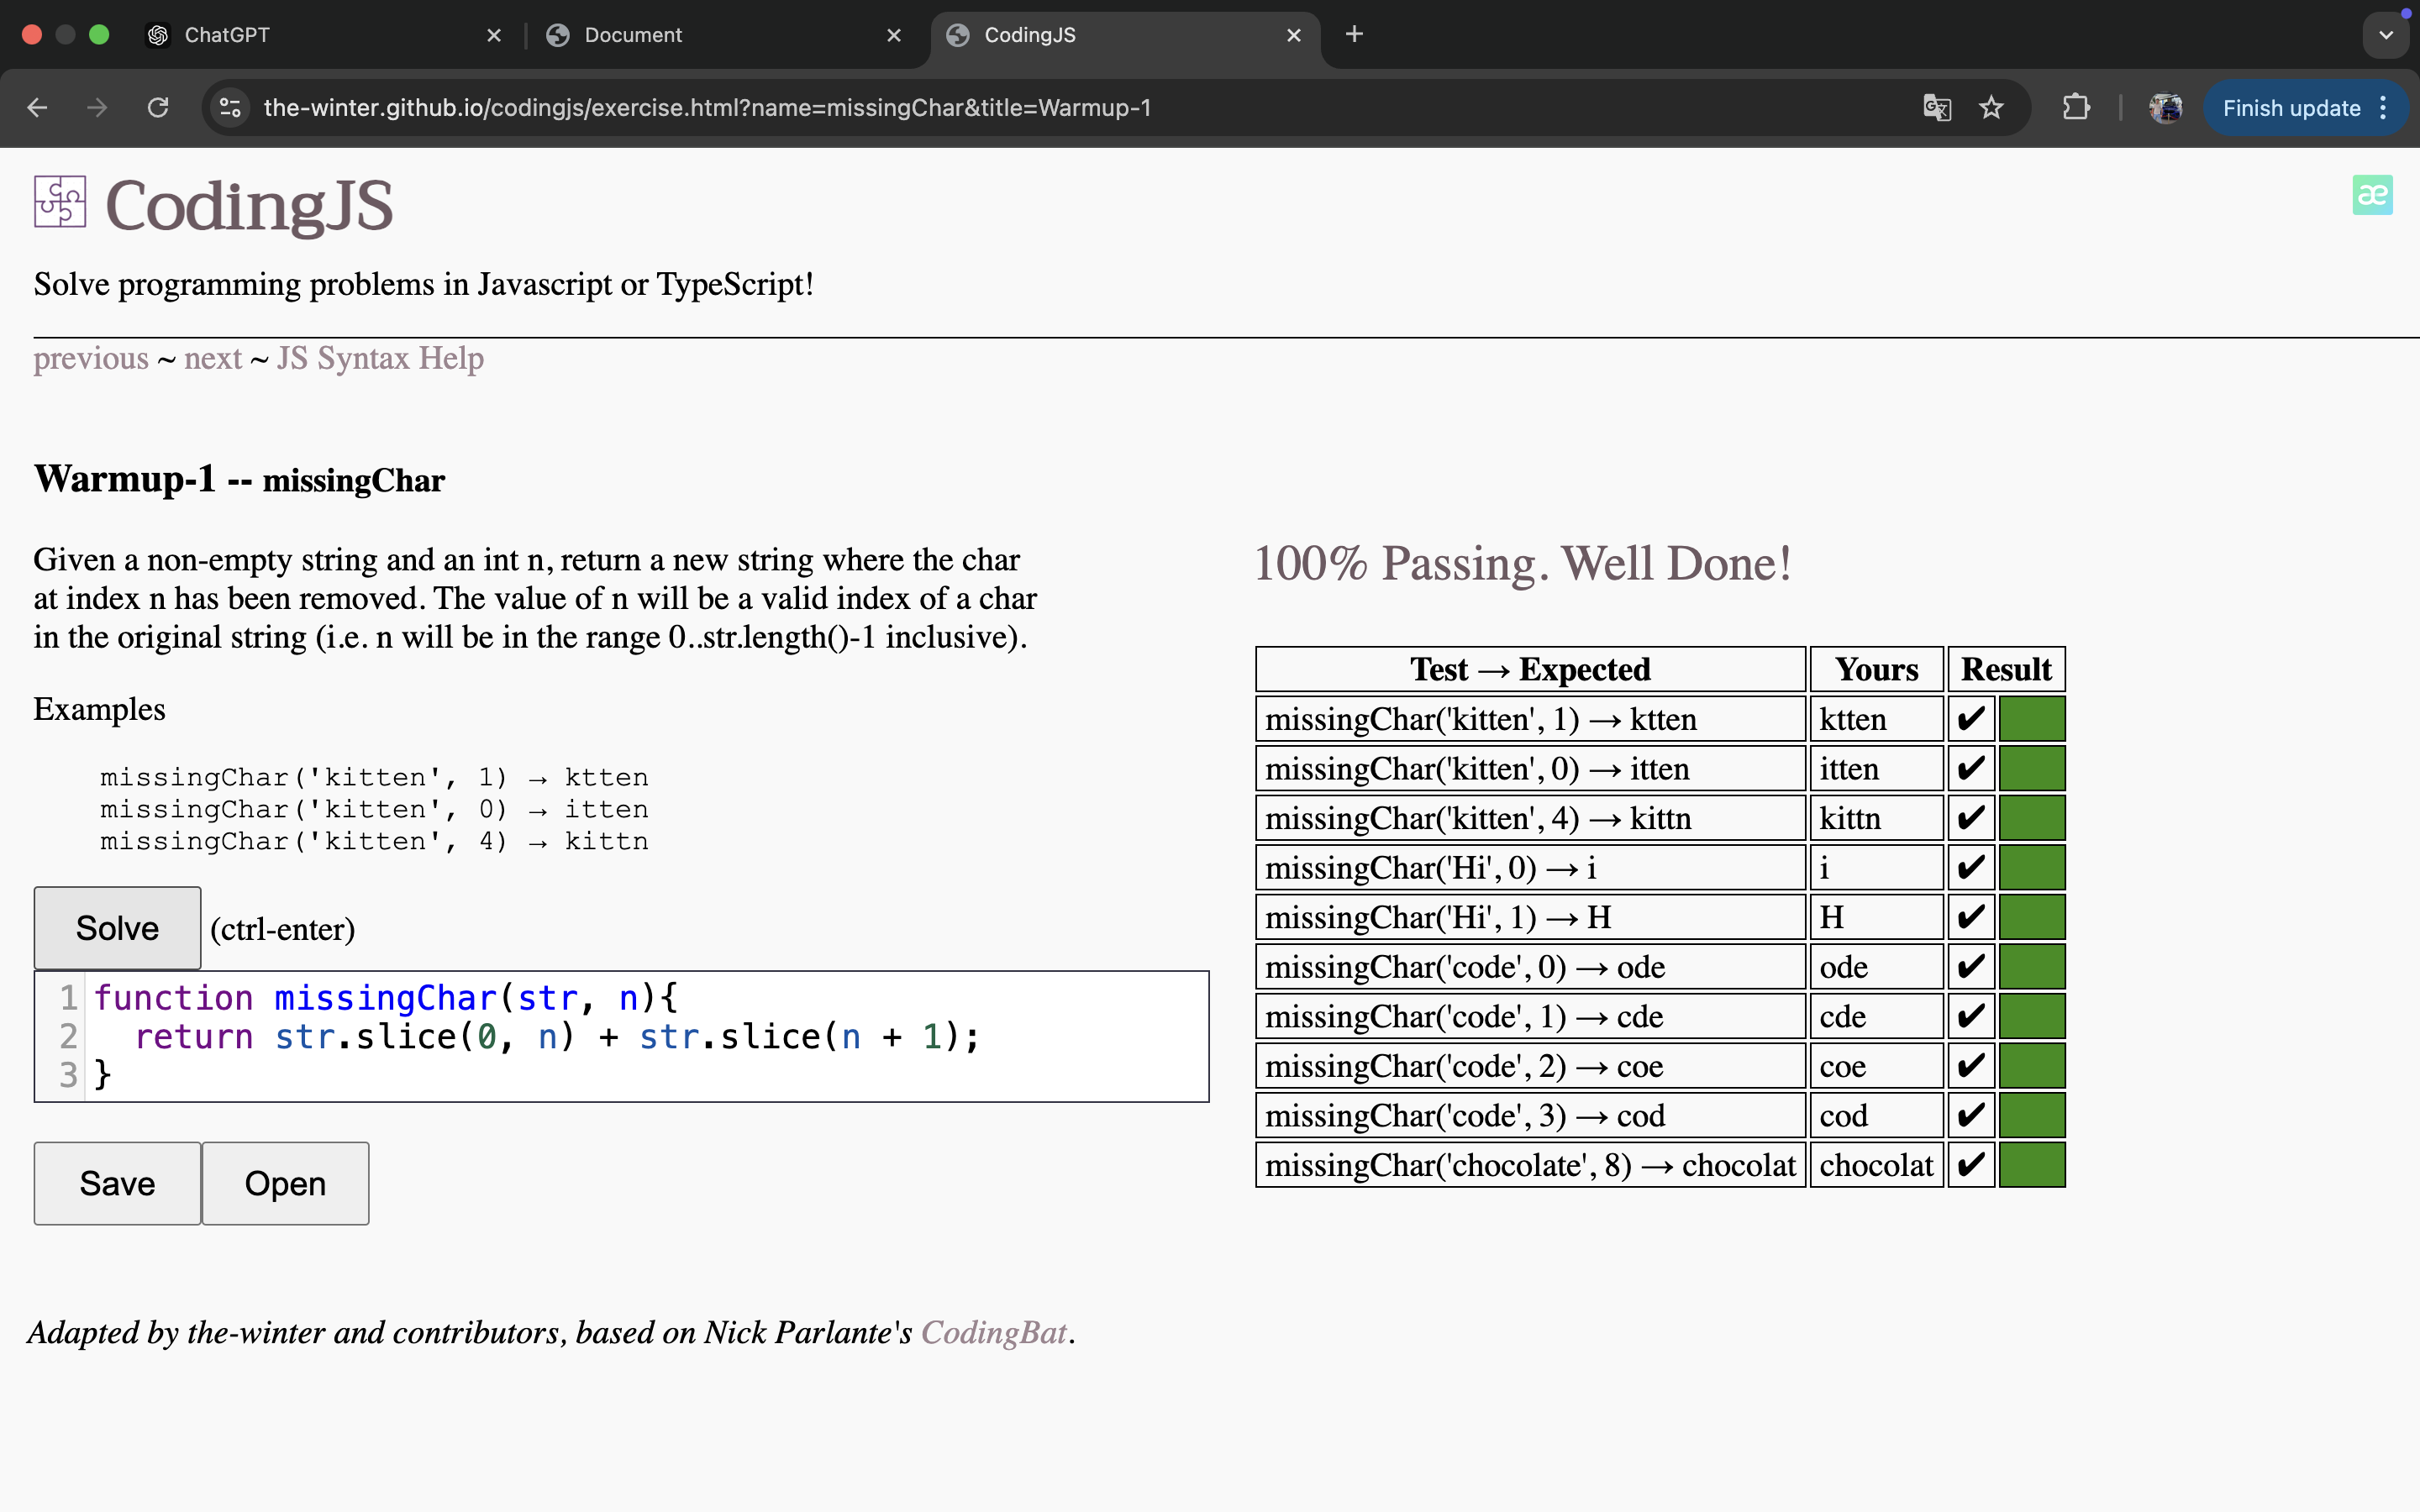 ChatGPT
Document
CodingJS
the-winter.github.io/codingjs/exercise.html?name=missingChar&title=Warmup-1
Finish update
CodingJS
æ
Solve programming problems in Javascript or TypeScript!
previous ~ next ~ JS Syntax Help
Warmup-1 -- missingChar
Given a non-empty string and an int n, return a new string where the char
at index n has been removed. The value of n will be a valid index of a char
in the original string (i.e. n will be in the range 0..str.length()-1 inclusive).
Examples
missingChar('kitten', 1) → ktten
missingChar('kitten', 0) → itten
missingChar('kitten', 4) → kittn
Solve (ctrl-enter)
1 function missingChar(str, n){
2 return str.slice(0, n) + str.slice(n + 1);
3 }
Save Open
100% Passing. Well Done!
Test → Expected Yours Result
missingChar('kitten', 1) → ktten ktten ✔
missingChar('kitten', 0) → itten itten ✔
missingChar('kitten', 4) → kittn kittn ✔
missingChar('Hi', 0) → i i ✔
missingChar('Hi', 1) → H H ✔
missingChar('code', 0) → ode ode ✔
missingChar('code', 1) → cde cde ✔
missingChar('code', 2) → coe coe ✔
missingChar('code', 3) → cod cod ✔
missingChar('chocolate', 8) → chocolat chocolat ✔
Adapted by the-winter and contributors, based on Nick Parlante's CodingBat.